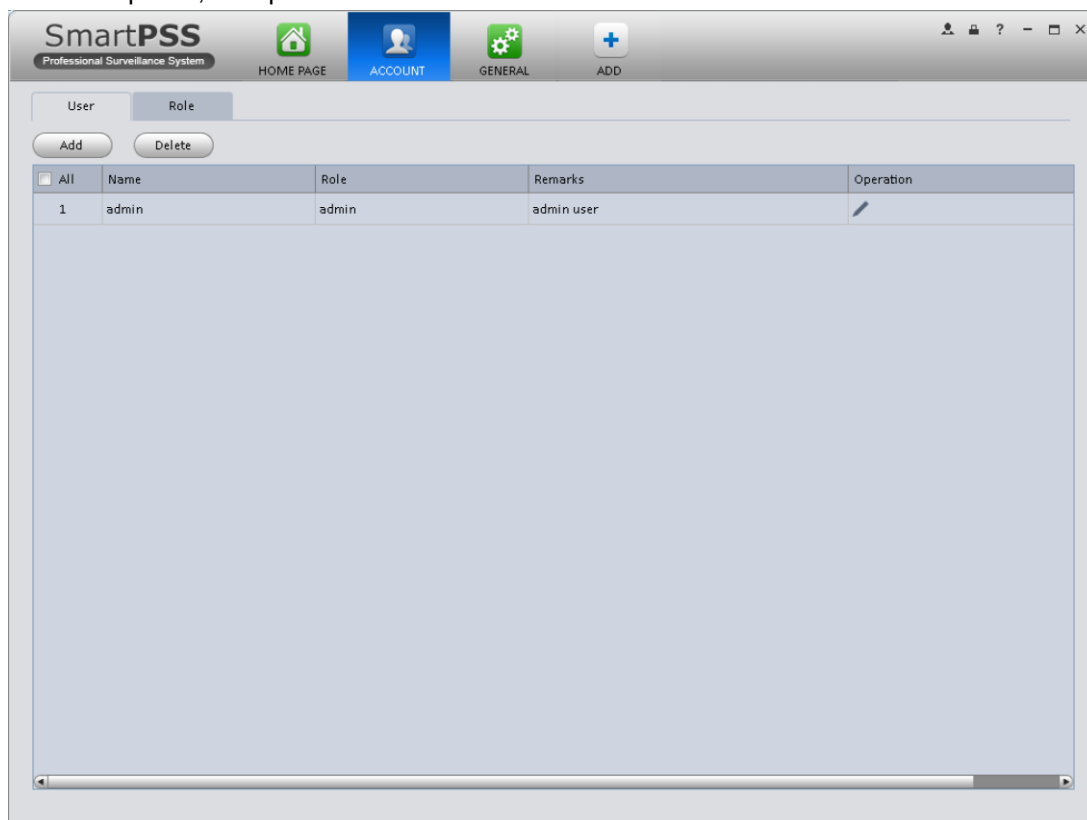 SmartPSS
Professional Surveillance System
HOME PAGE
ACCOUNT
GENERAL
ADD
?
User Role
Add Delete
All Name Role Remarks Operation
1 admin admin admin user